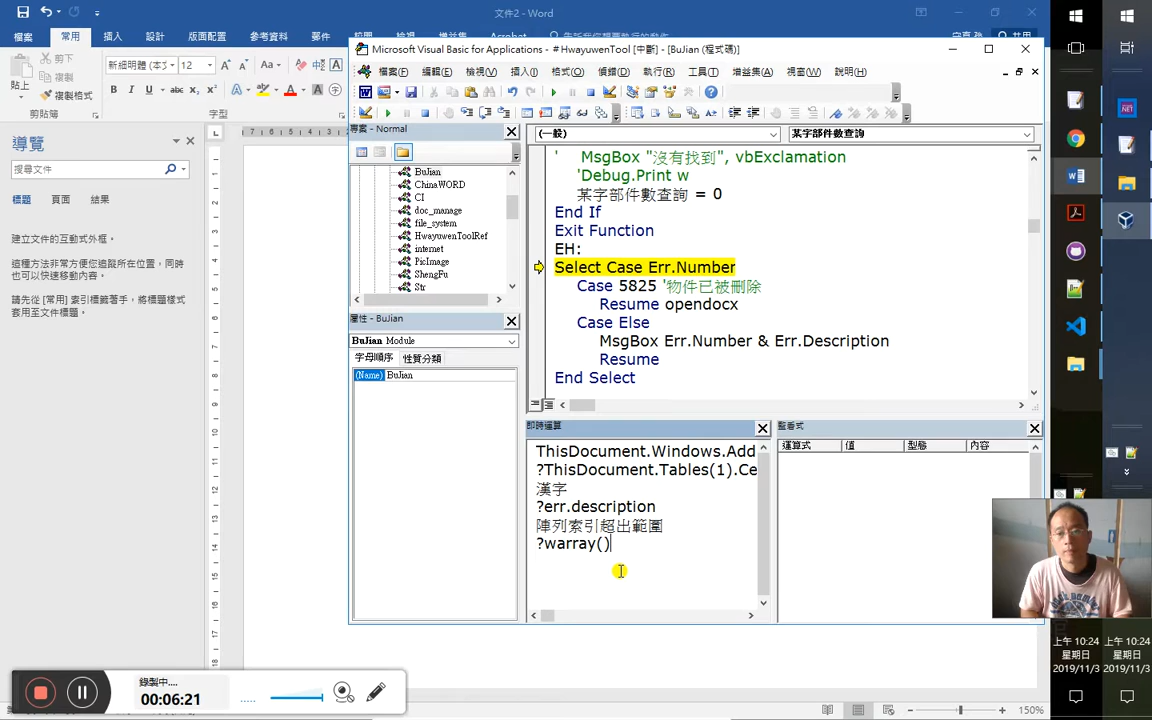 文件2 - Word
檔案 常用 插入 設計 版面配置 參考資料 郵件
剪下
複製
貼上 複製格式
剪貼簿
新細明體 (本文 12
字型
導覽
搜尋文件
標題 頁面 結果
建立文件的互動式外框。
這種方法非常方便您追蹤所在位置，同時也可以快速移動內容。
請先從 [常用] 索引標籤著手，將標題樣式套用至文件標題。
Microsoft Visual Basic for Applications - # HwayuwenTool [中斷] - [BuJian (程式碼)]
檔案(F) 編輯(E) 檢視(V) 插入(I) 格式(O) 偵錯(D) 執行(R) 工具(T) 增益集(A) 視窗(W) 說明(H)
專案 - Normal
BuJian
ChinaWORD
CI
doc_manage
file_system
HwayuwenToolRef
internet
PicImage
ShengFu
Str
屬性 - BuJian
BuJian Module
字母順序 性質分類
(Name) BuJian
(一般) 某字部件數查詢
' MsgBox "沒有找到", vbExclamation
'Debug.Print w
某字部件數查詢 = 0
End If
Exit Function
EH:
Select Case Err.Number
Case 5825 '物件已被刪除
Resume opendocx
Case Else
MsgBox Err.Number & Err.Description
Resume
End Select
即時運算
ThisDocument.Windows.Add
?ThisDocument.Tables(1).Ce
漢字
?err.description
陣列索引超出範圍
?warray()
監看式
運算式 值 型態 內容
錄製中....
00:06:21
上午 10:24 上午 10:24
星期日 星期日
2019/11/3 2019/11/3
150%